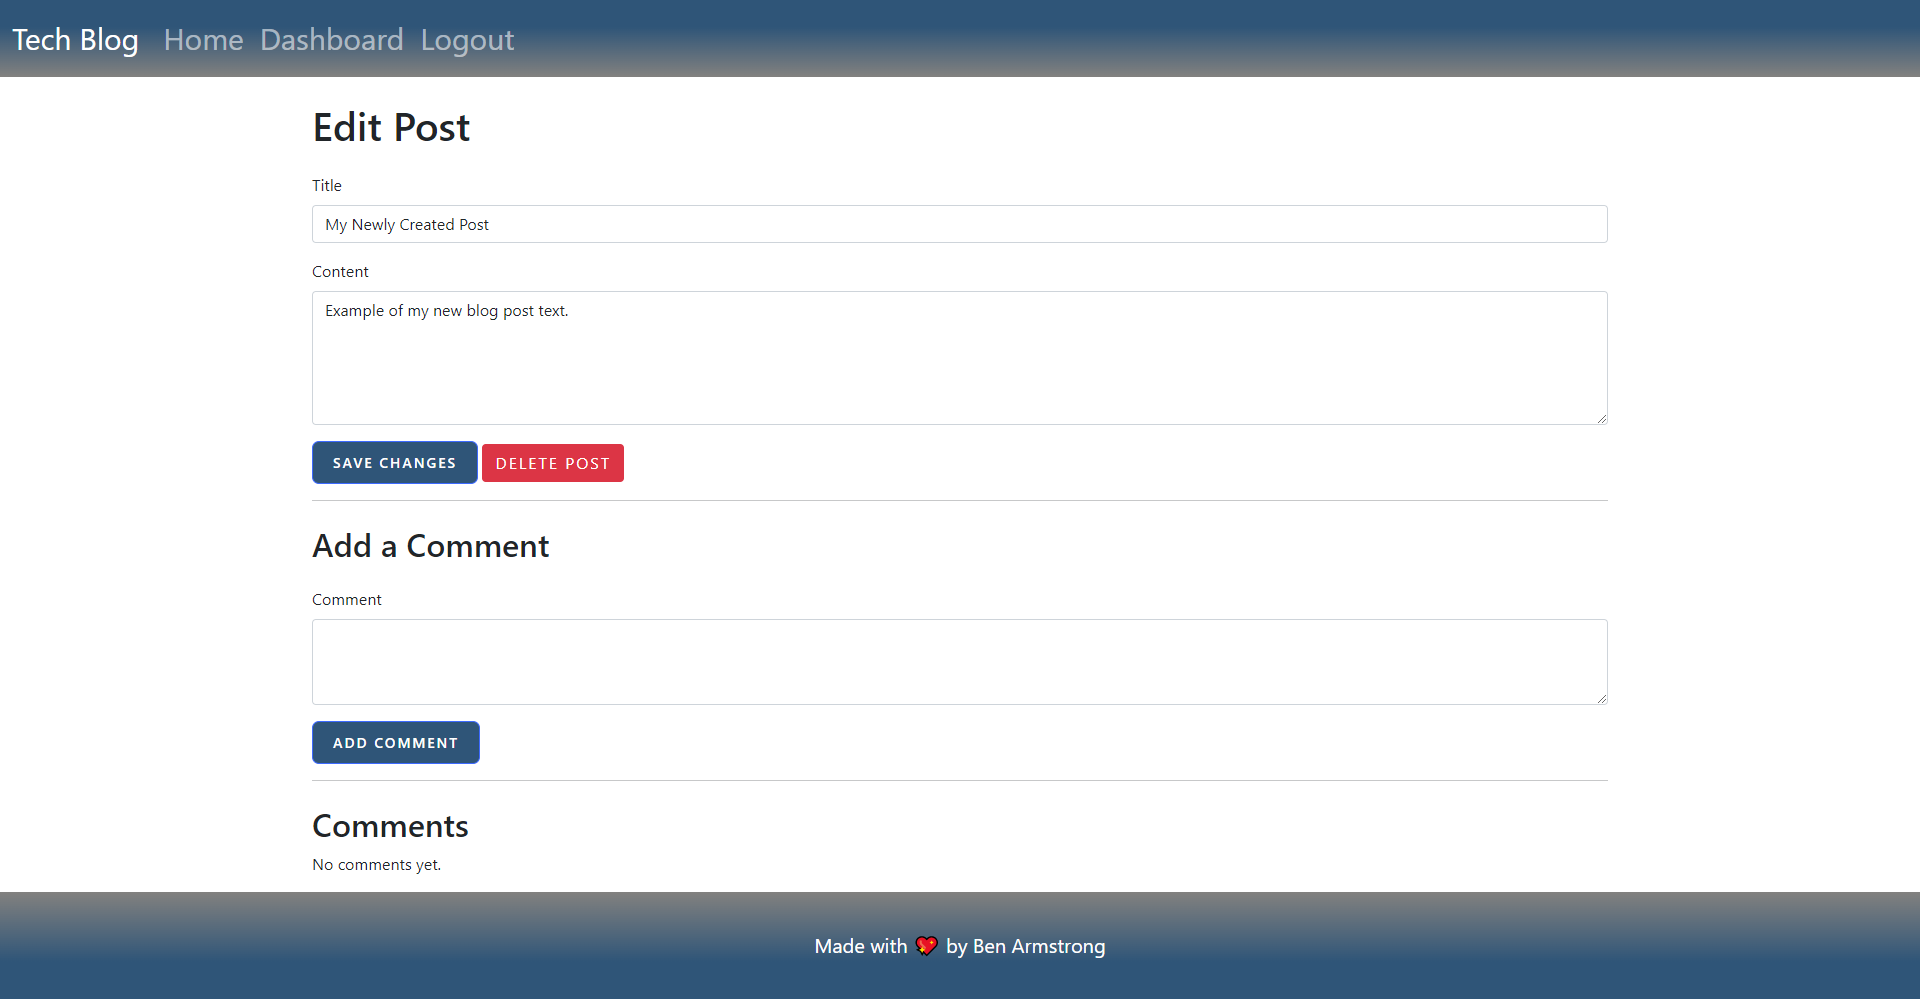 Tech Blog Home Dashboard Logout
Edit Post
Title
My Newly Created Post
Content
Example of my new blog post text.
SAVE CHANGES DELETE POST
Add a Comment
Comment
ADD COMMENT
Comments
No comments yet.
Made with 💖 by Ben Armstrong